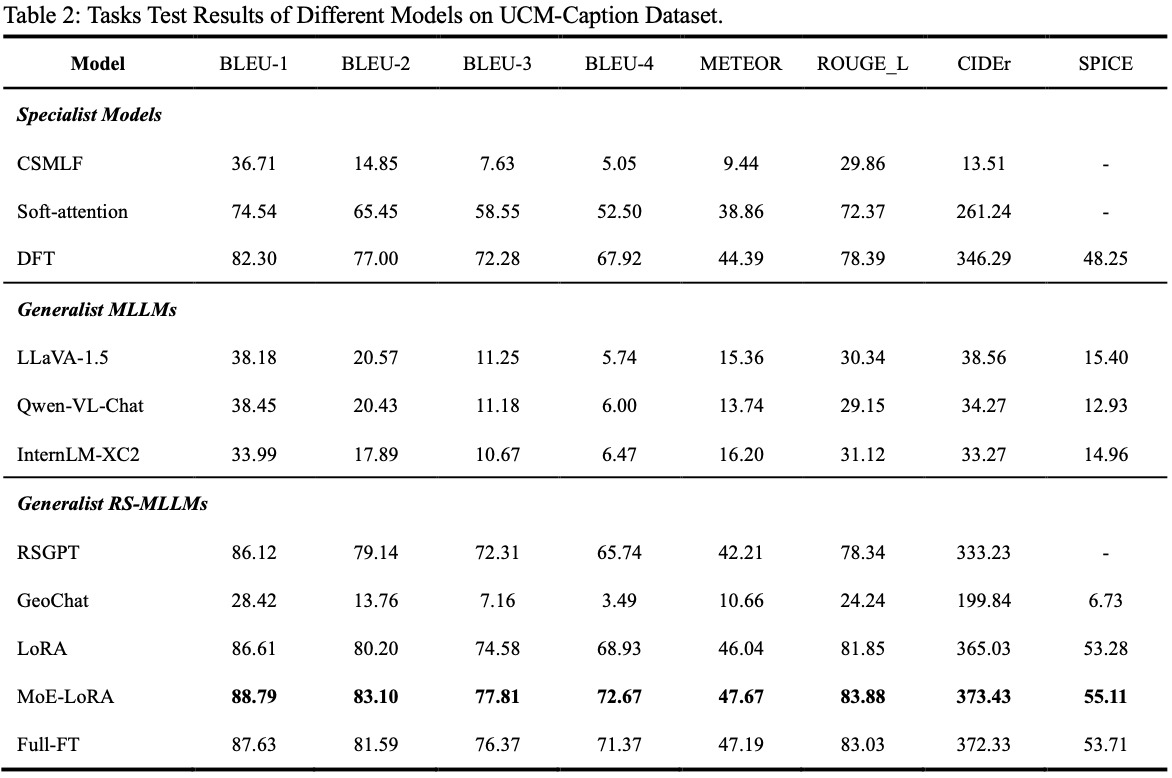 Table 2: Tasks Test Results of Different Models on UCM-Caption Dataset.
Model BLEU-1 BLEU-2 BLEU-3 BLEU-4 METEOR ROUGE_L CIDEr SPICE
Specialist Models
CSMLF 36.71 14.85 7.63 5.05 9.44 29.86 13.51 -
Soft-attention 74.54 65.45 58.55 52.50 38.86 72.37 261.24 -
DFT 82.30 77.00 72.28 67.92 44.39 78.39 346.29 48.25
Generalist MLLMs
LLaVA-1.5 38.18 20.57 11.25 5.74 15.36 30.34 38.56 15.40
Qwen-VL-Chat 38.45 20.43 11.18 6.00 13.74 29.15 34.27 12.93
InternLM-XC2 33.99 17.89 10.67 6.47 16.20 31.12 33.27 14.96
Generalist RS-MLLMs
RSGPT 86.12 79.14 72.31 65.74 42.21 78.34 333.23 -
GeoChat 28.42 13.76 7.16 3.49 10.66 24.24 199.84 6.73
LoRA 86.61 80.20 74.58 68.93 46.04 81.85 365.03 53.28
MoE-LoRA 88.79 83.10 77.81 72.67 47.67 83.88 373.43 55.11
Full-FT 87.63 81.59 76.37 71.37 47.19 83.03 372.33 53.71